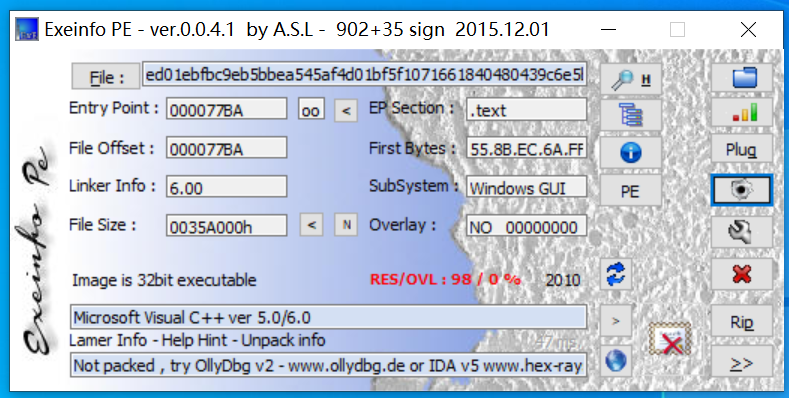 Exeinfo PE - ver.0.0.4.1 by A.S.L - 902+35 sign 2015.12.01
File : ed01ebfbc9eb5bbea545af4d01bf5f1071661840480439c6e5l H
Entry Point : 000077BA oo < EP Section : .text
File Offset : 000077BA First Bytes : 55.8B.EC.6A.FF Plug
Linker Info : 6.00 SubSystem : Windows GUI PE
File Size : 0035A000h < N Overlay : NO 00000000
Image is 32bit executable RES/OVL : 98 / 0 % 2010
Microsoft Visual C++ ver 5.0/6.0 > Rip
Lamer Info - Help Hint - Unpack info 47 ms.
Not packed , try OllyDbg v2 - www.ollydbg.de or IDA v5 www.hex-ray >>
Exeinfo Pe